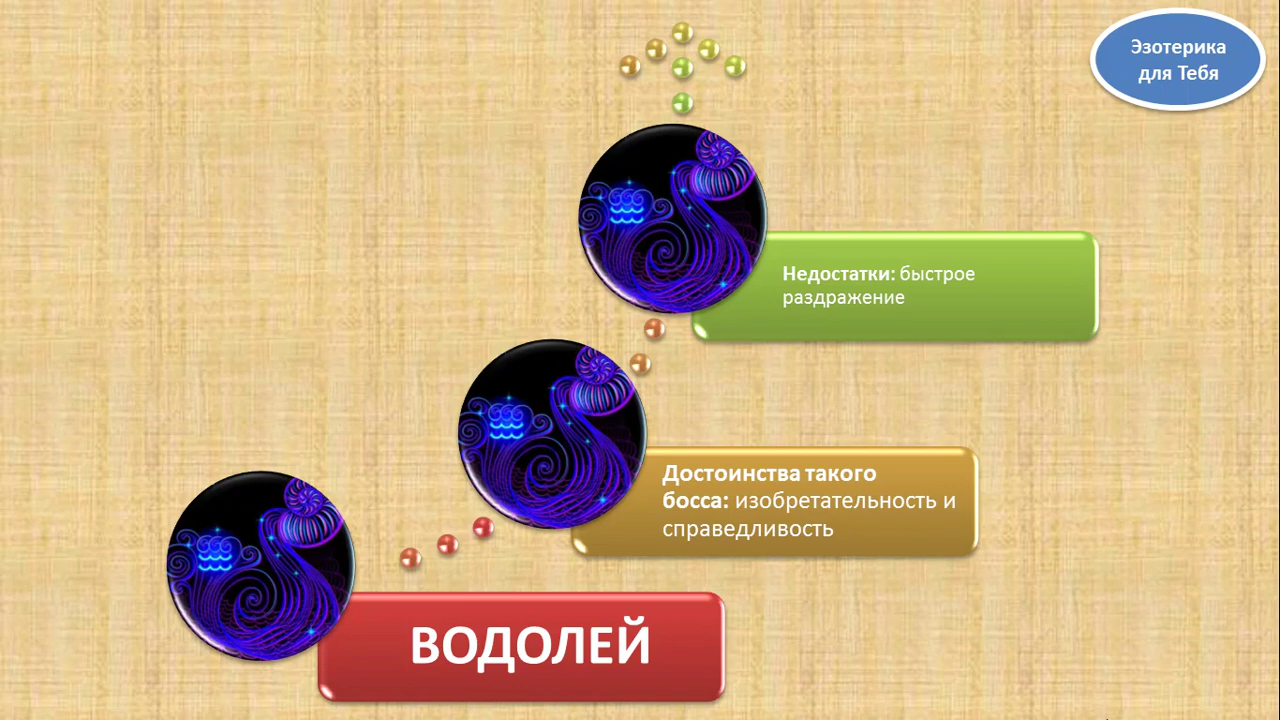 Эзотерика
для Тебя
Недостатки: быстрое
раздражение
Достоинства такого
босса: изобретательность и
справедливость
ВОДОЛЕЙ